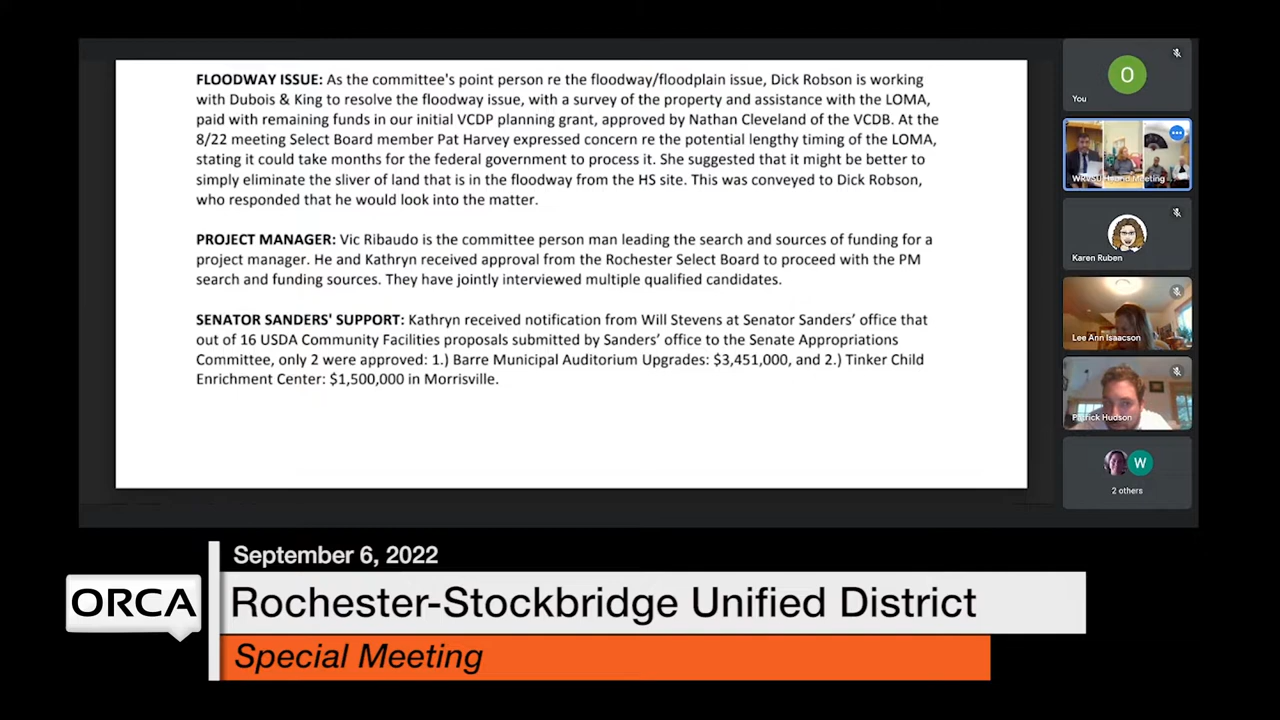 FLOODWAY ISSUE: As the committee's point person re the floodway/floodplain issue, Dick Robson is working
with Dubois & King to resolve the floodway issue, with a survey of the property and assistance with the LOMA,
paid with remaining funds in our initial VCDP planning grant, approved by Nathan Cleveland of the VCDB. At the
8/22 meeting Select Board member Pat Harvey expressed concern re the potential lengthy timing of the LOMA,
stating it could take months for the federal government to process it. She suggested that it might be better to
simply eliminate the sliver of land that is in the floodway from the HS site. This was conveyed to Dick Robson,
who responded that he would look into the matter.
PROJECT MANAGER: Vic Ribaudo is the committee person man leading the search and sources of funding for a
project manager. He and Kathryn received approval from the Rochester Select Board to proceed with the PM
search and funding sources. They have jointly interviewed multiple qualified candidates.
SENATOR SANDERS' SUPPORT: Kathryn received notification from Will Stevens at Senator Sanders' office that
out of 16 USDA Community Facilities proposals submitted by Sanders' office to the Senate Appropriations
Committee, only 2 were approved: 1.) Barre Municipal Auditorium Upgrades: $3,451,000, and 2.) Tinker Child
Enrichment Center: $1,500,000 in Morrisville.
O
You
WRVSU Hybrid Meeting ...
Karen Ruben
Lee Ann Isaacson
Patrick Hudson
W
2 others
September 6, 2022
ORCA
Rochester-Stockbridge Unified District
Special Meeting